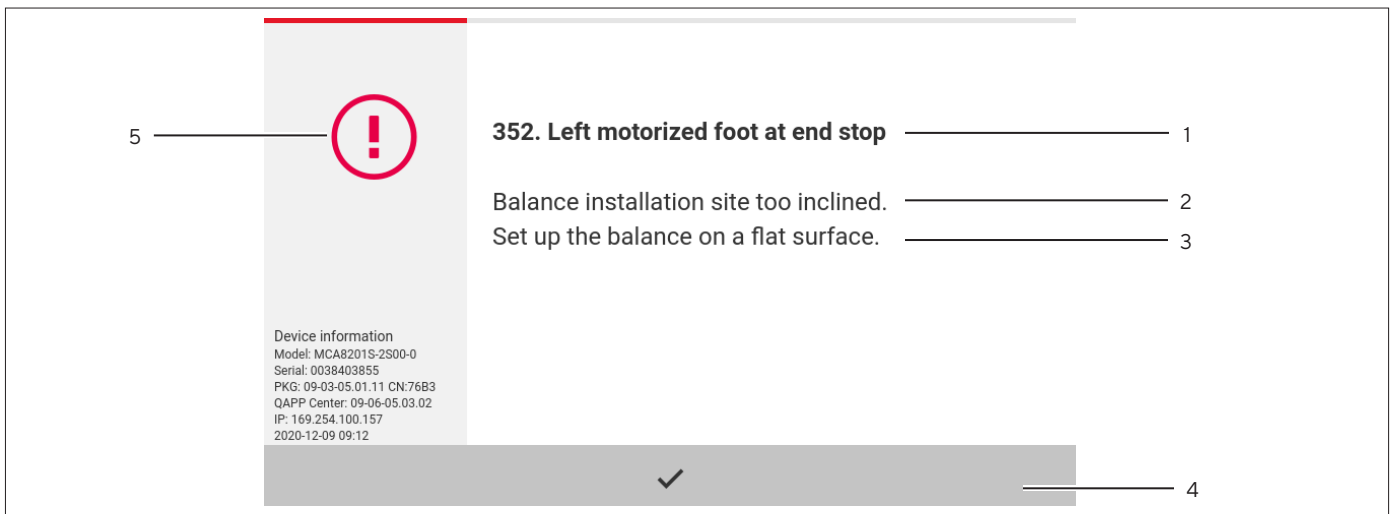 5
352. Left motorized foot at end stop
1
Balance installation site too inclined.
2
Set up the balance on a flat surface.
3
Device information
Model: MCA8201S-2S00-0
Serial: 0038403855
PKG: 09-03-05.01.11 CN:76B3
QAPP Center: 09-06-05.03.02
IP: 169.254.100.157
2020-12-09 09:12
4